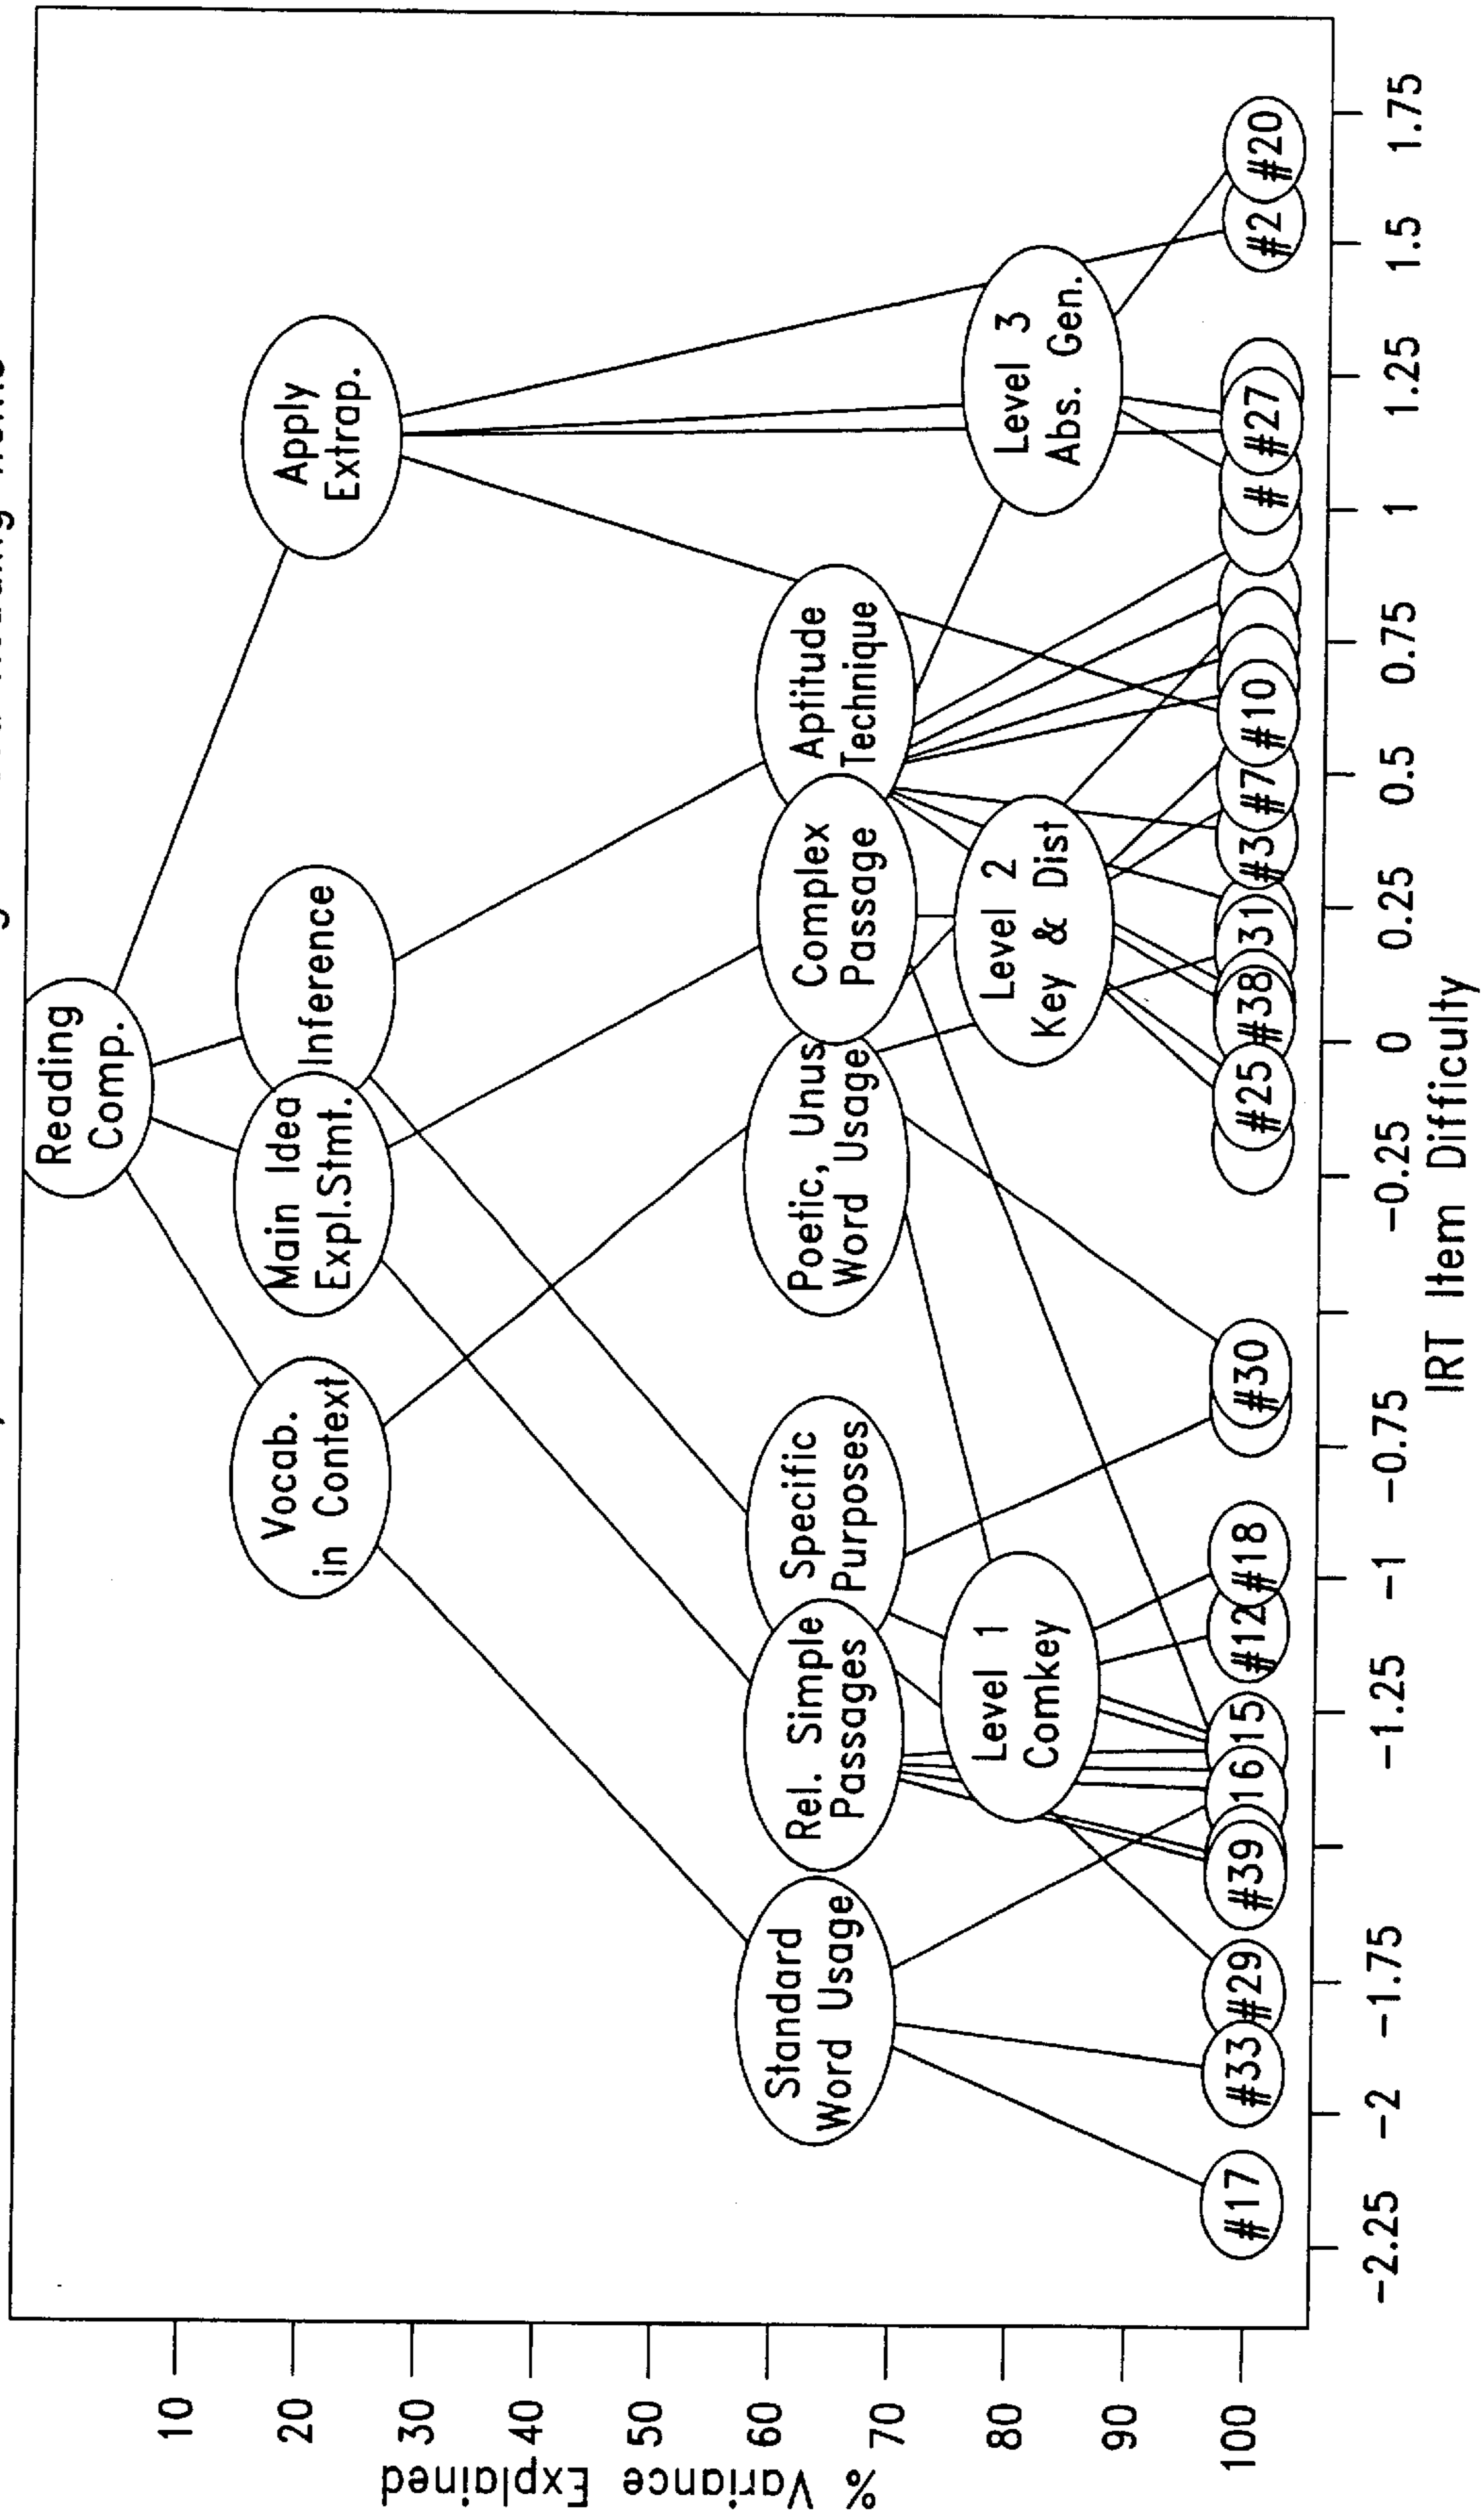 Reading
Comp.
Vocab.
in Context
Main Idea
Expl.Stmt.
Inference
Apply
Extrap.
Standard
Word Usage
Rel. Simple
Passages
Specific
Purposes
Poetic, Unus
Word Usage
Complex
Passage
Aptitude
Technique
Level 1
Comkey
Level 2
Key & Dist
Level 3
Abs. Gen.
#17
#33
#29
#39
16
15
#12
#18
#30
#25
#38
31
#3
#7
#10
#
#27
#2
#20
10
20
30
40
50
60
70
80
90
100
% Variance Explained
-2.25
-2
-1.75
-1.25
-1
-0.75
-0.25
0
0.25
0.5
0.75
1
1.25
1.5
1.75
IRT Item Difficulty